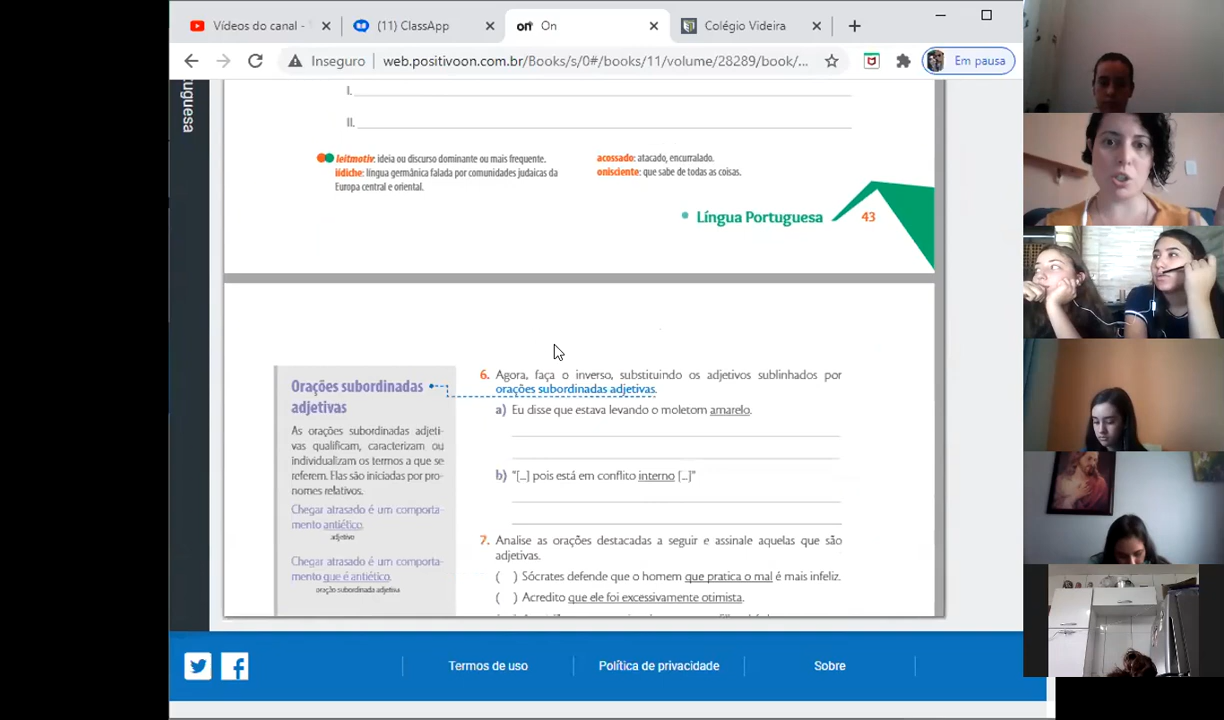 Vídeos do canal -
(11) ClassApp
on
On
Colégio Videira
Inseguro
web.positivoon.com.br/Books/s/0#/books/11/volume/28289/book/...
Em pausa
tuguesa
I.
II.
leitmotiv: ideia ou discurso dominante ou mais frequente.
iídiche: língua germânica falada por comunidades judaicas da
Europa central e oriental.
acossado: atacado, encurralado.
onisciente: que sabe de todas as coisas.
Língua Portuguesa 43
Orações subordinadas
adjetivas
As orações subordinadas adjeti-
vas qualificam, caracterizam ou
individualizam os termos a que se
referem. Elas são iniciadas por pro-
nomes relativos.
Chegar atrasado é um comporta-
mento antiético.
adjetivo
Chegar atrasado é um comporta-
mento que é antiético.
oração subordinada adjetiva
6. Agora, faça o inverso, substituindo os adjetivos sublinhados por
orações subordinadas adjetivas.
a) Eu disse que estava levando o moletom amarelo.
b) "[...] pois está em conflito interno [...]"
7. Analise as orações destacadas a seguir e assinale aquelas que são
adjetivas.
( ) Sócrates defende que o homem que pratica o mal é mais infeliz.
( ) Acredito que ele foi excessivamente otimista.
Termos de uso
Política de privacidade
Sobre